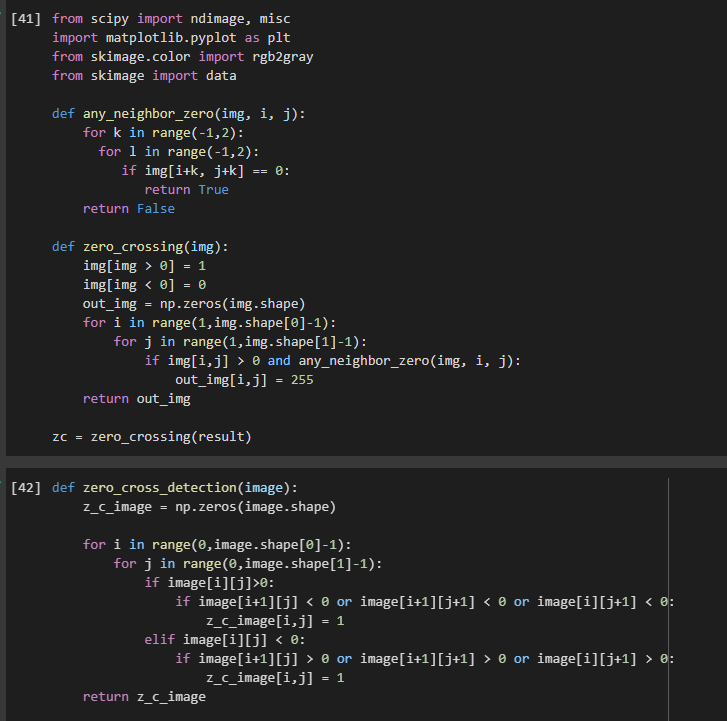 [41] from scipy import ndimage, misc
import matplotlib.pyplot as plt
from skimage.color import rgb2gray
from skimage import data

def any_neighbor_zero(img, i, j):
    for k in range(-1,2):
      for l in range(-1,2):
         if img[i+k, j+k] == 0:
            return True
    return False

def zero_crossing(img):
    img[img > 0] = 1
    img[img < 0] = 0
    out_img = np.zeros(img.shape)
    for i in range(1,img.shape[0]-1):
        for j in range(1,img.shape[1]-1):
            if img[i,j] > 0 and any_neighbor_zero(img, i, j):
                out_img[i,j] = 255
    return out_img

zc = zero_crossing(result)

[42] def zero_cross_detection(image):
    z_c_image = np.zeros(image.shape)

    for i in range(0,image.shape[0]-1):
        for j in range(0,image.shape[1]-1):
            if image[i][j]>0:
                if image[i+1][j] < 0 or image[i+1][j+1] < 0 or image[i][j+1] < 0:
                    z_c_image[i,j] = 1
            elif image[i][j] < 0:
                if image[i+1][j] > 0 or image[i+1][j+1] > 0 or image[i][j+1] > 0:
                    z_c_image[i,j] = 1
    return z_c_image